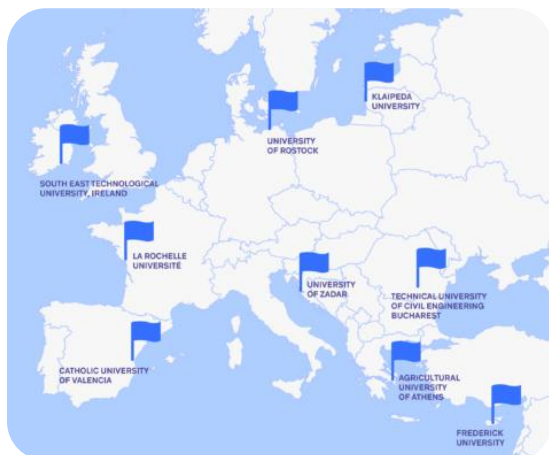 KLAIPEDA
UNIVERSITY
UNIVERSITY
OF ROSTOCK
SOUTH EAST TECHNOLOGICAL
UNIVERSITY, IRELAND
LA ROCHELLE
UNIVERSITÉ
UNIVERSITY
OF ZADAR
TECHNICAL UNIVERSITY
OF CIVIL ENGINEERING
BUCHAREST
CATHOLIC UNIVERSITY
OF VALENCIA
AGRICULTURAL
UNIVERSITY
OF ATHENS
FREDERICK
UNIVERSITY